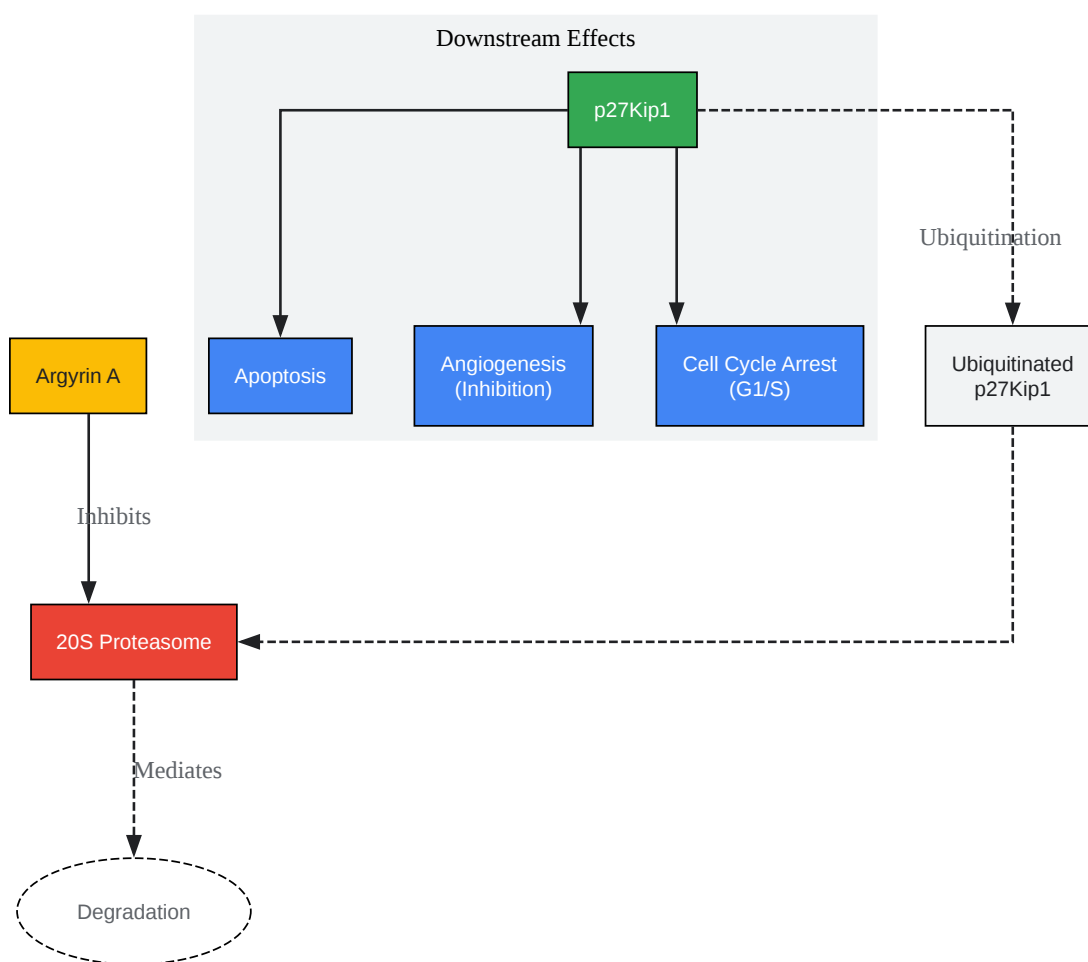 Downstream Effects
p27Kip1
Ubiquitination
Argyrin A
Apoptosis
Angiogenesis
(Inhibition)
Cell Cycle Arrest
(G1/S)
Ubiquitinated
p27Kip1
Inhibits
20S Proteasome
Mediates
Degradation